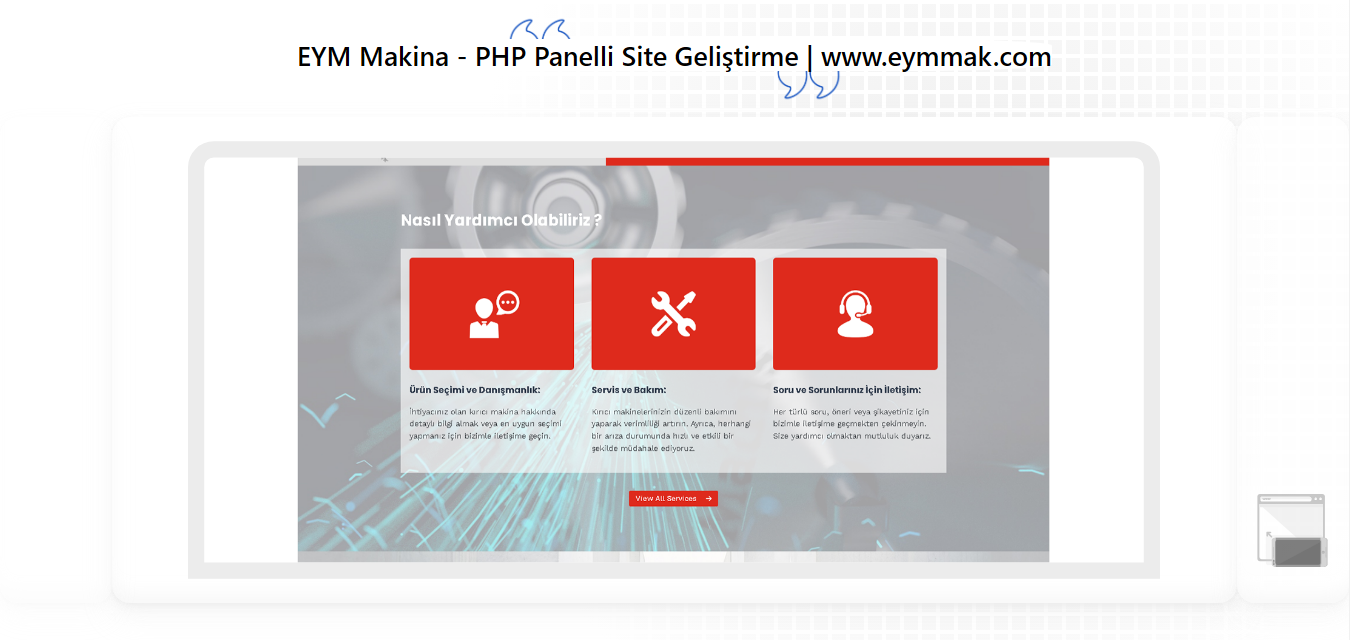 EYM Makina - PHP Panelli Site Geliştirme | www.eymmak.com
Nasıl Yardımcı Olabiliriz ?
Ürün Seçimi ve Danışmanlık:
İhtiyacınız olan kırıcı makina hakkında
detaylı bilgi almak veya en uygun seçimi
yapmanız için bizimle iletişime geçin.
Servis ve Bakım:
Kırıcı makinelerinizin düzenli bakımını
yaparak verimliliği artırın. Ayrıca, herhangi
bir arıza durumunda hızlı ve etkili bir
şekilde müdahale ediyoruz.
Soru ve Sorunlarınız İçin İletişim:
Her türlü soru, öneri veya şikayetiniz için
bizimle iletişime geçmekten çekinmeyin.
Size yardımcı olmaktan mutluluk duyarız.
View All Services